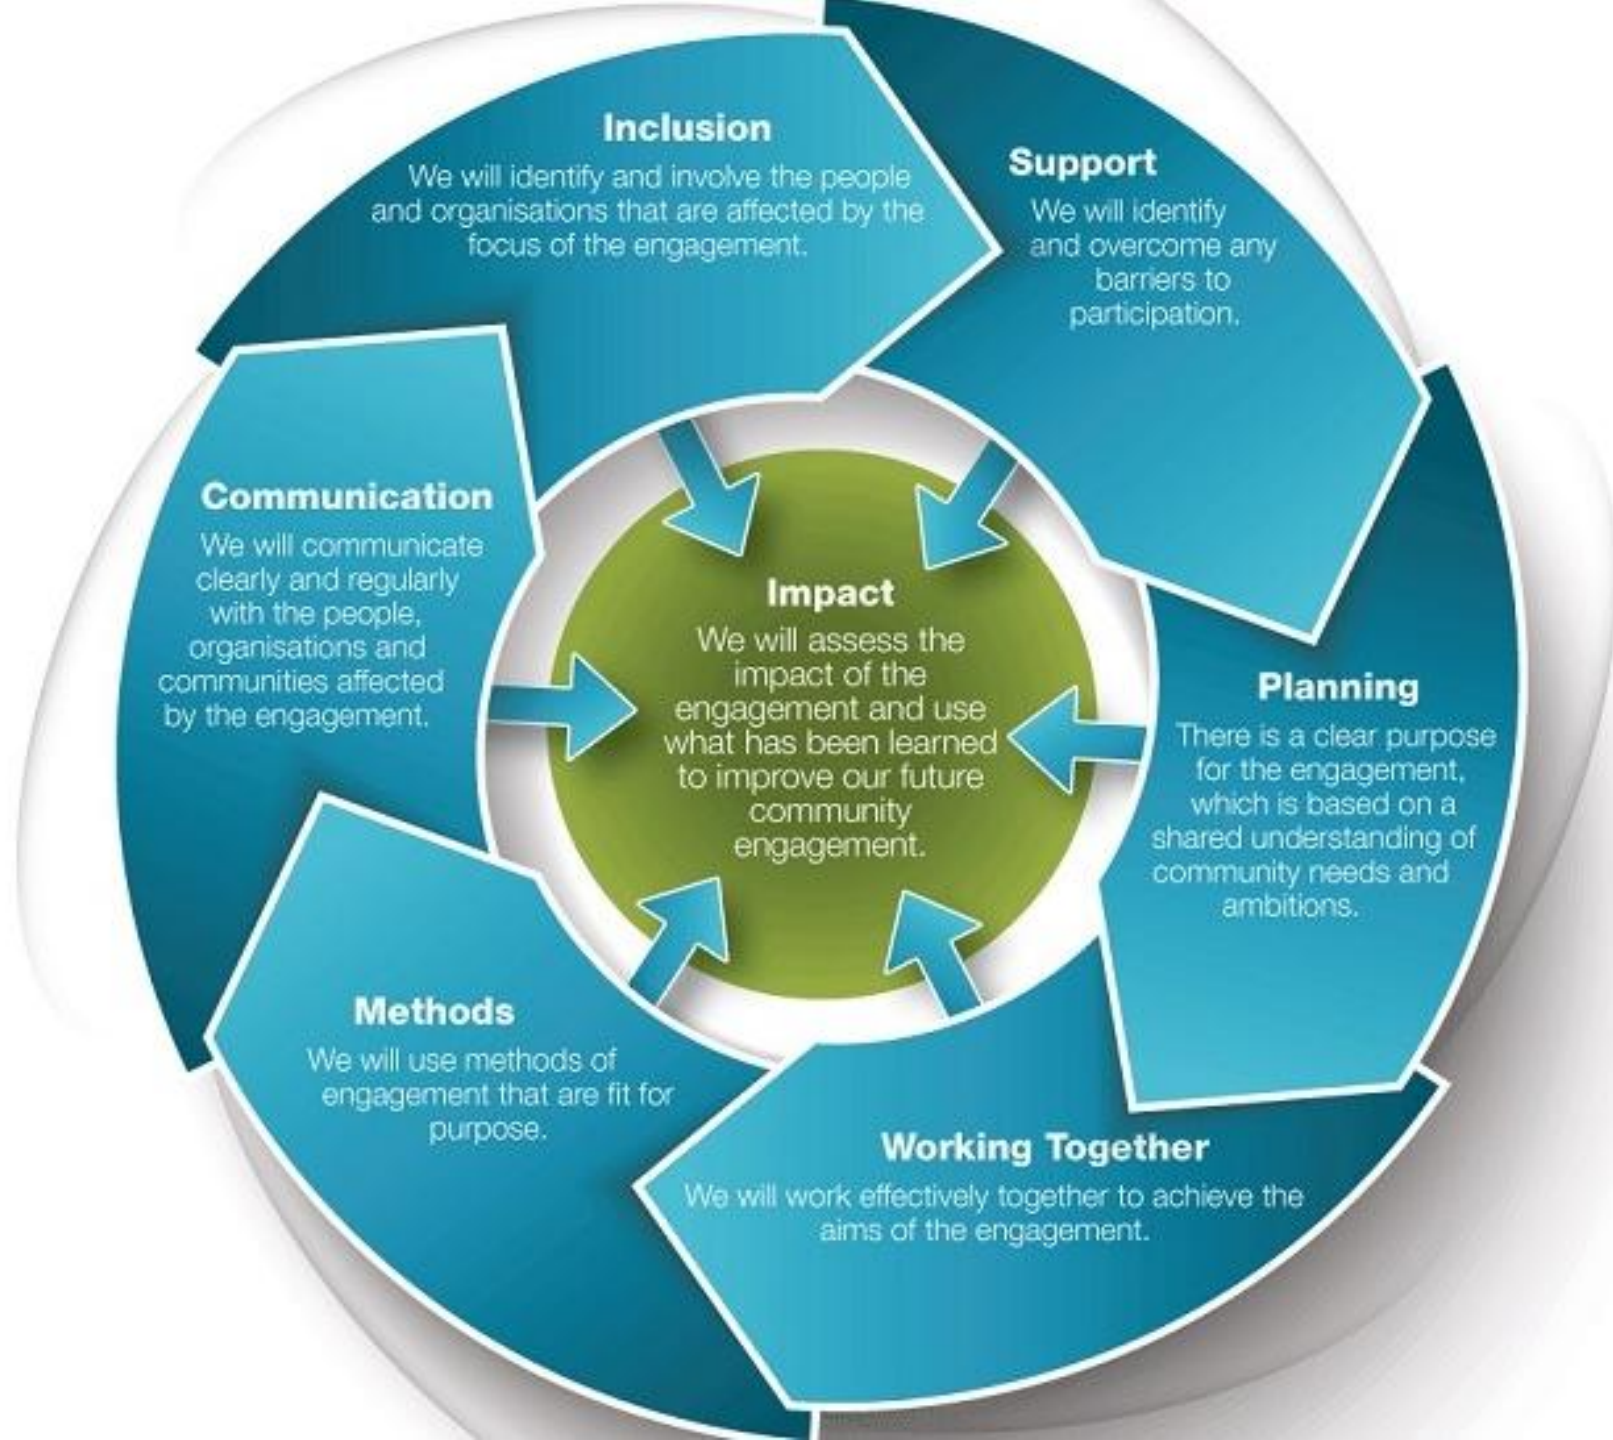 Inclusion
We will identify and involve the people
and organisations that are affected by the
focus of the engagement.
Support
We will identify
and overcome any
barriers to
participation.
Planning
There is a clear purpose
for the engagement,
which is based on a
shared understanding of
community needs and
ambitions.
Working Together
We will work effectively together to achieve the
aims of the engagement.
Methods
We will use methods of
engagement that are fit for
purpose.
Communication
We will communicate
clearly and regularly
with the people,
organisations and
communities affected
by the engagement.
Impact
We will assess the
impact of the
engagement and use
what has been learned
to improve our future
community
engagement.